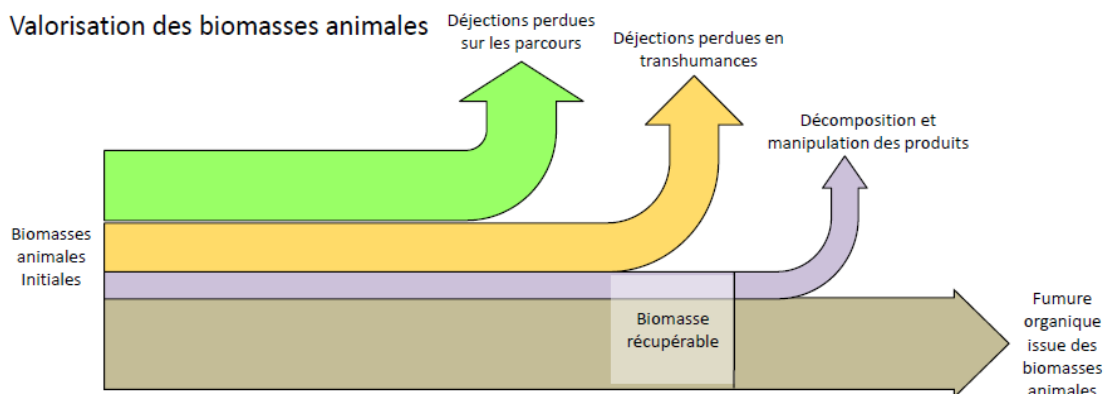 Valorisation des biomasses animales
Déjections perdues
sur les parcours
Déjections perdues en
transhumances
Décomposition et
manipulation des produits
Biomasses
animales
Initiales
Biomasse
récupérable
Fumure
organique
issue des
biomasses
animales